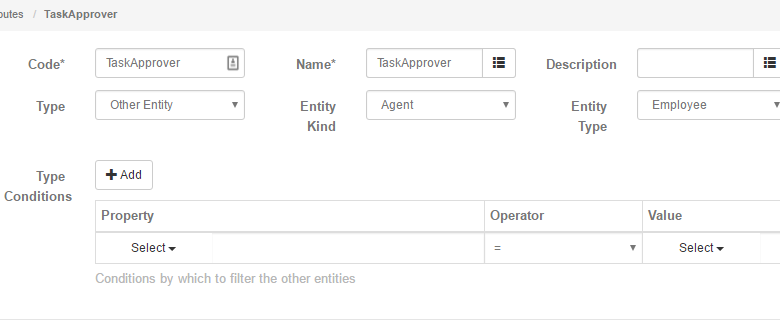 butes / TaskApprover
Code* TaskApprover Name* TaskApprover Description
Type Other Entity Entity Kind Agent Entity Type Employee
Type Conditions + Add
Property Operator Value
Select = Select
Conditions by which to filter the other entities